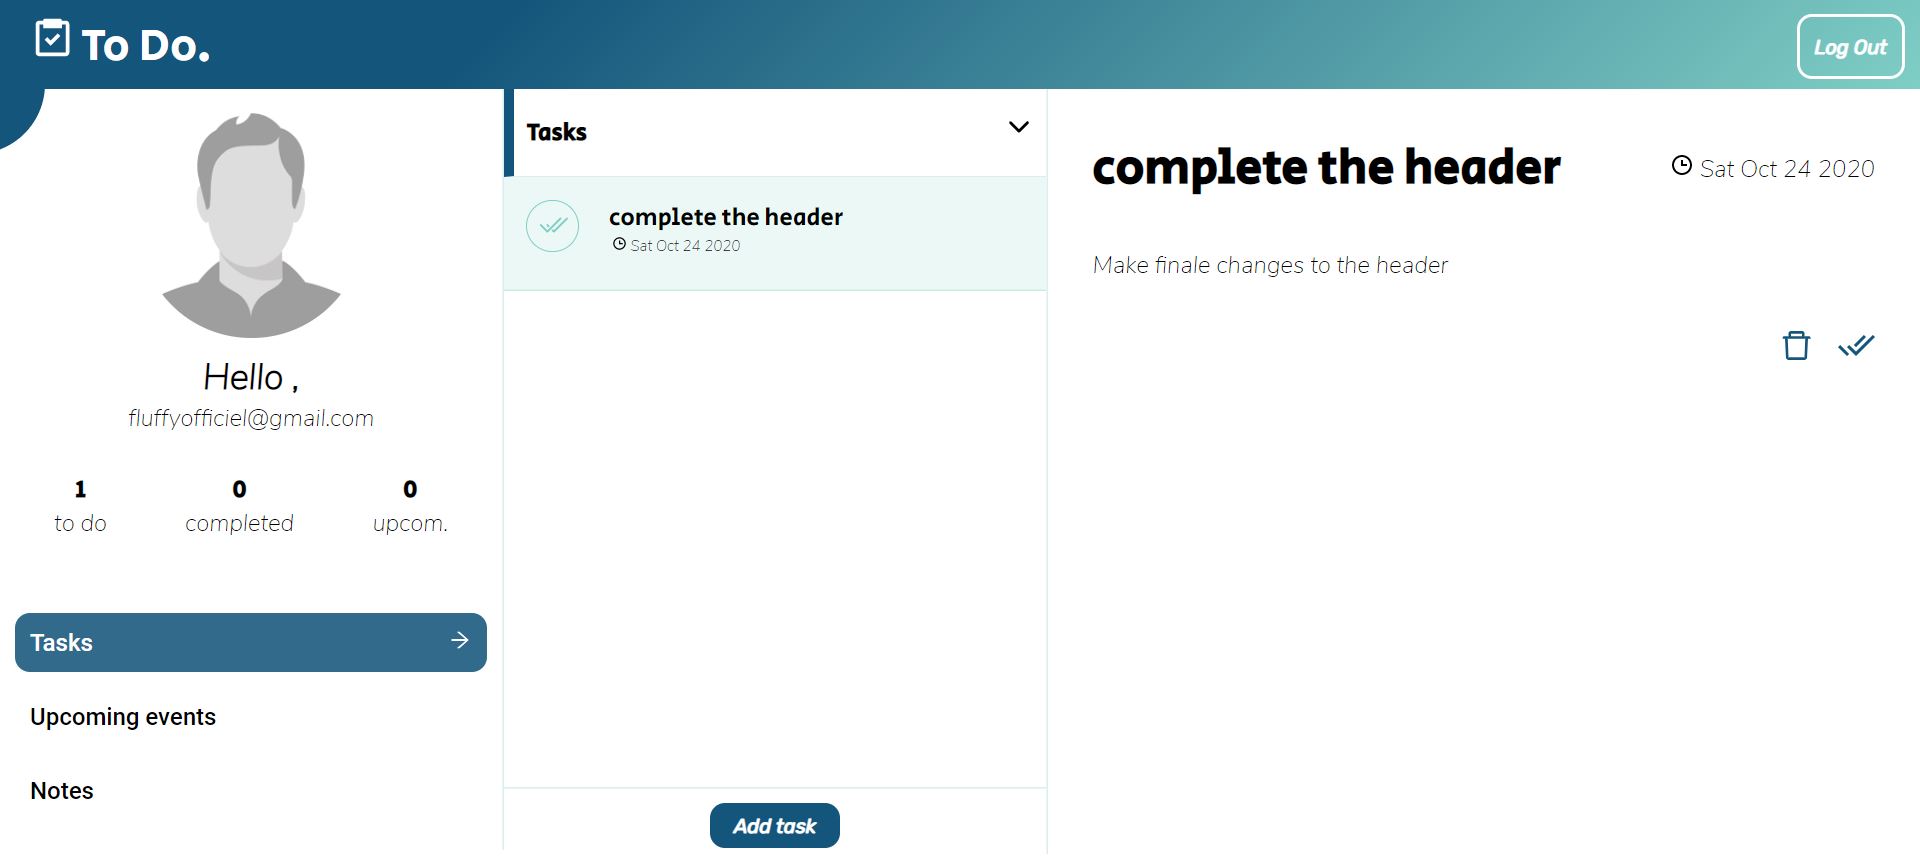 To Do.
Log Out
Hello ,
fluffyofficiel@gmail.com
1
to do
0
completed
0
upcom.
Tasks
Upcoming events
Notes
Tasks
complete the header
Sat Oct 24 2020
Add task
complete the header
Sat Oct 24 2020
Make finale changes to the header